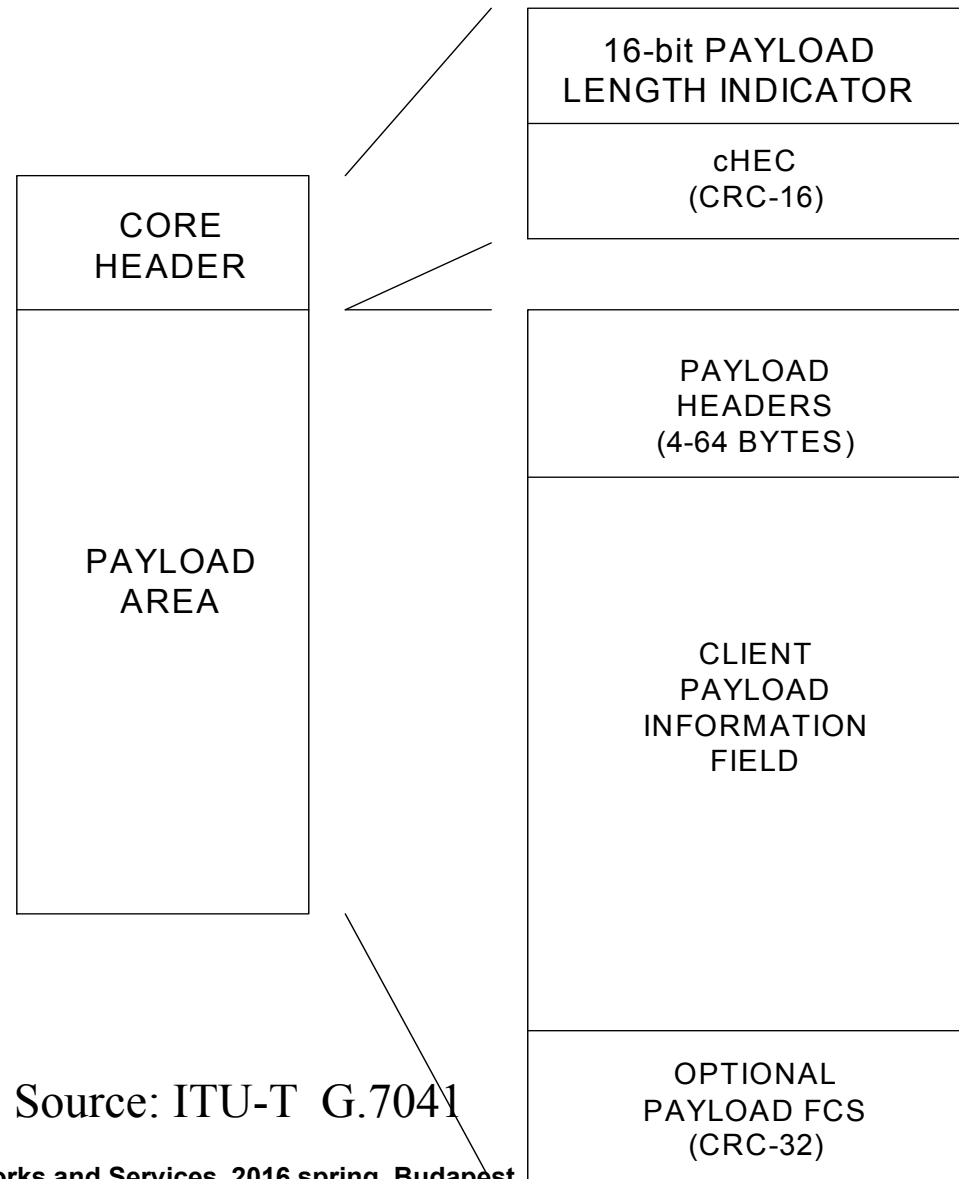 16-bit PAYLOAD
LENGTH INDICATOR
cHEC
(CRC-16)
CORE
HEADER
PAYLOAD
HEADERS
(4-64 BYTES)
PAYLOAD
AREA
CLIENT
PAYLOAD
INFORMATION
FIELD
OPTIONAL
PAYLOAD FCS
(CRC-32)
Source: ITU-T G.7041
and Services, 2016 spring, Budapest